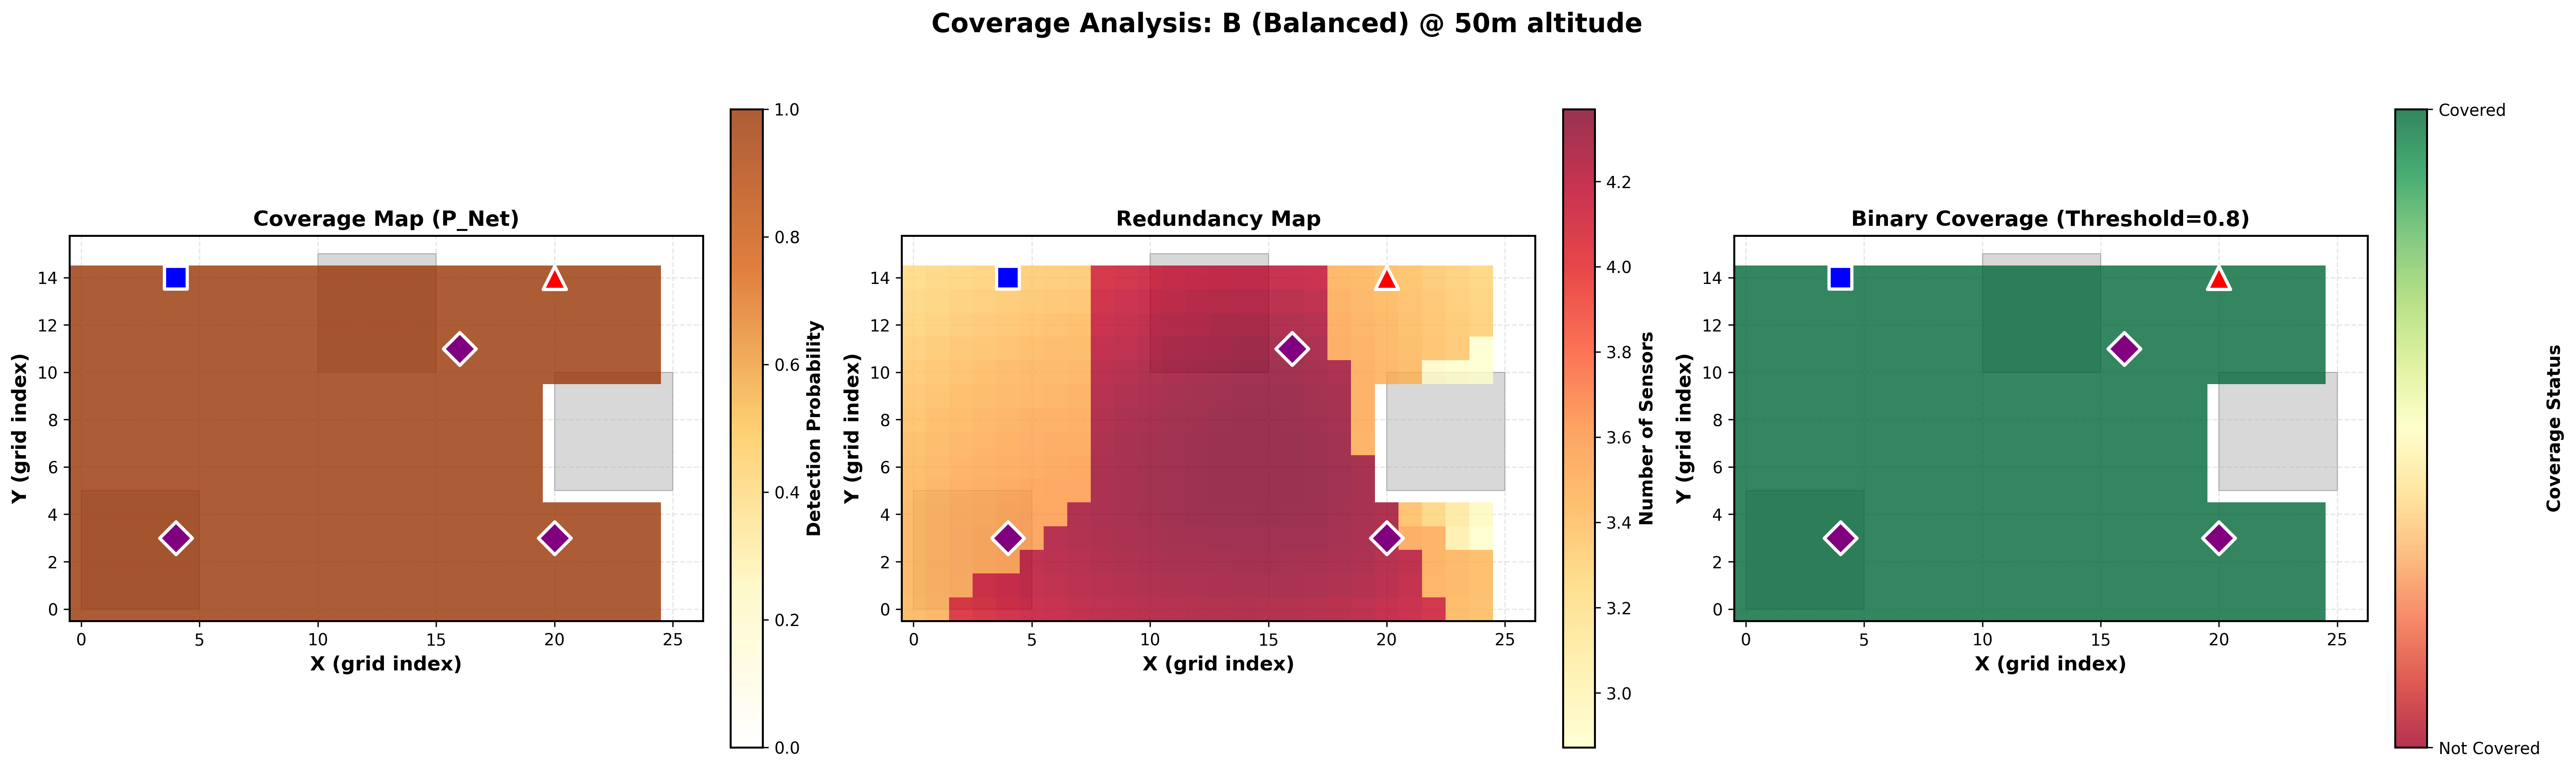 Coverage Analysis: B (Balanced) @ 50m altitude
Coverage Map (P_Net)
Y (grid index)
14
12
10
8
6
4
2
0
0 5 10 15 20 25
X (grid index)
1.0
0.8
0.6
0.4
0.2
0.0
Detection Probability
Redundancy Map
Y (grid index)
14
12
10
8
6
4
2
0
0 5 10 15 20 25
X (grid index)
4.2
4.0
3.8
3.6
3.4
3.2
3.0
Number of Sensors
Binary Coverage (Threshold=0.8)
Y (grid index)
14
12
10
8
6
4
2
0
0 5 10 15 20 25
X (grid index)
Covered
Not Covered
Coverage Status